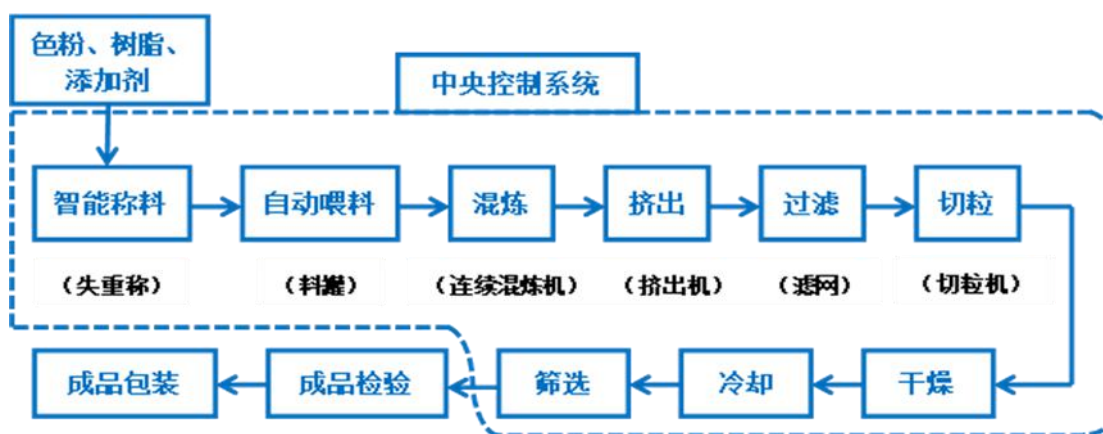 色粉、树脂、
添加剂
中央控制系统
智能称料
自动喂料
混炼
挤出
过滤
切粒
（失重称）
（料罐）
（连续混炼机）
（挤出机）
（滤网）
（切粒机）
成品包装
成品检验
筛选
冷却
干燥